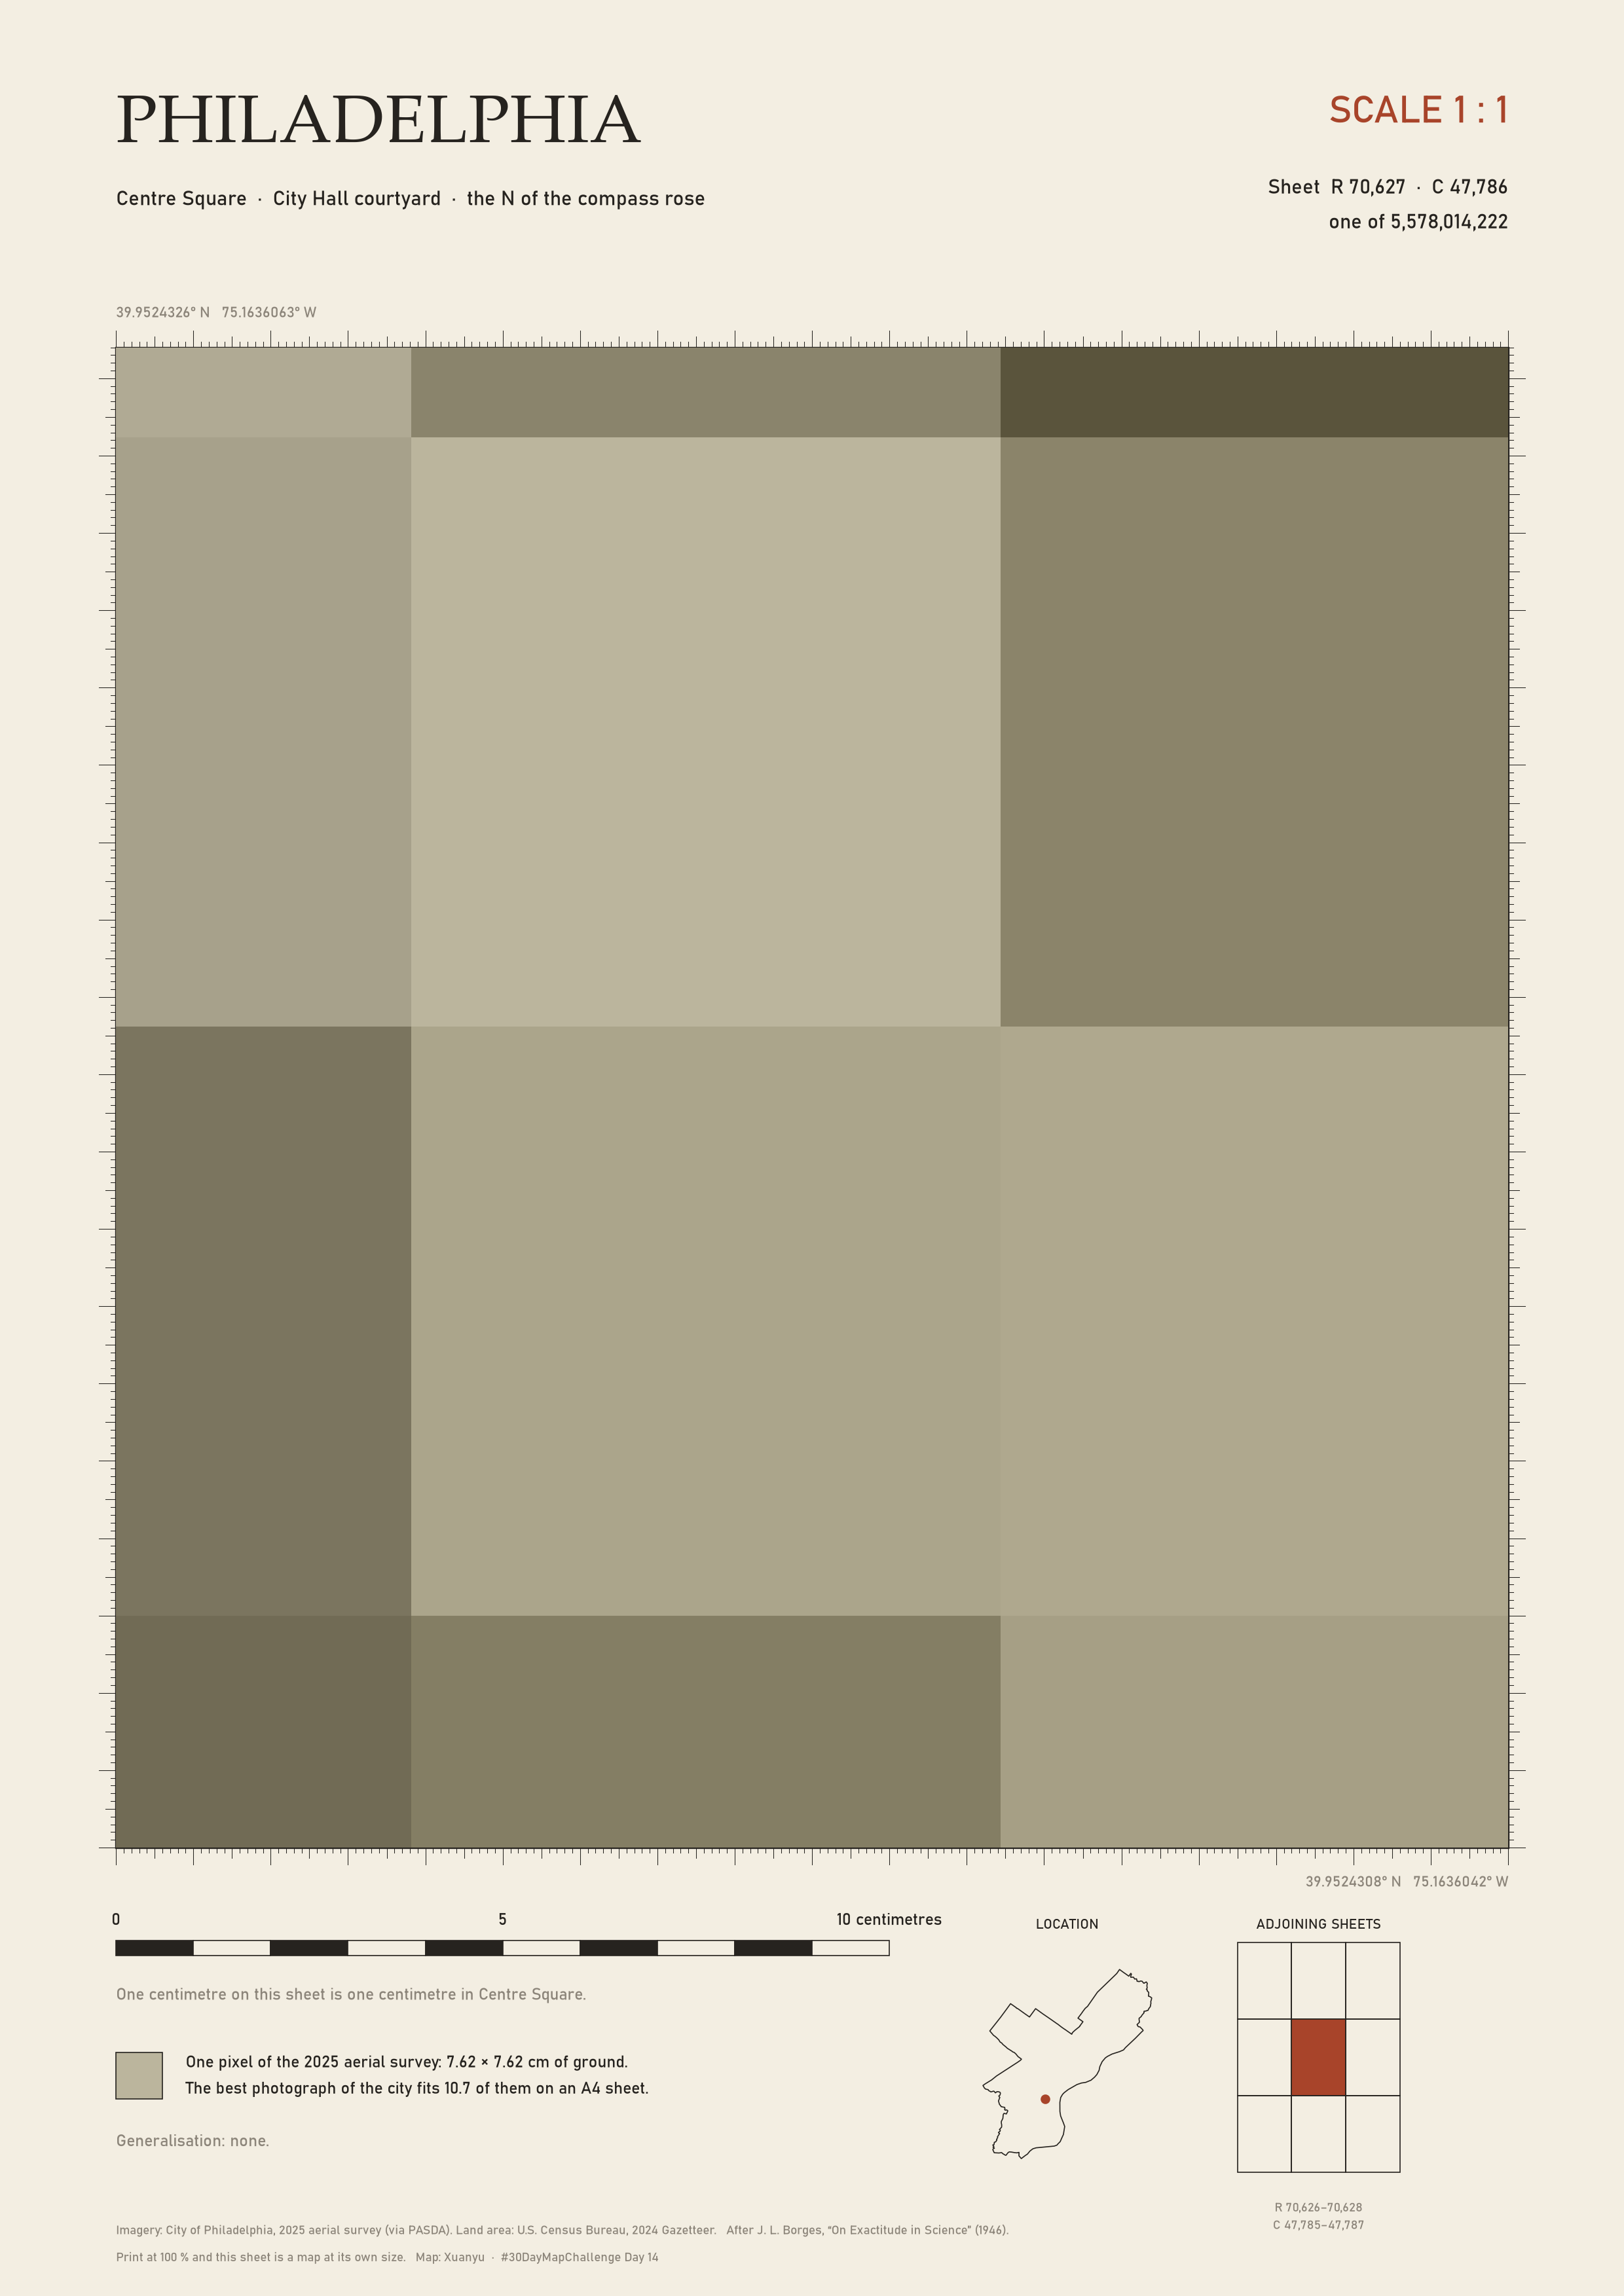 PHILADELPHIA
SCALE 1 : 1
Centre Square · City Hall courtyard · the N of the compass rose
Sheet R 70,627 · C 47,786
one of 5,578,014,222
39.9524326° N 75.1636063° W
39.9524308° N 75.1636042° W
0 5 10 centimetres
One centimetre on this sheet is one centimetre in Centre Square.
One pixel of the 2025 aerial survey: 7.62 × 7.62 cm of ground.
The best photograph of the city fits 10.7 of them on an A4 sheet.
Generalisation: none.
LOCATION
ADJOINING SHEETS
R 70,626–70,628
C 47,785–47,787
Imagery: City of Philadelphia, 2025 aerial survey (via PASDA). Land area: U.S. Census Bureau, 2024 Gazetteer. After J. L. Borges, “On Exactitude in Science” (1946).
Print at 100 % and this sheet is a map at its own size. Map: Xuanyu · #30DayMapChallenge Day 14